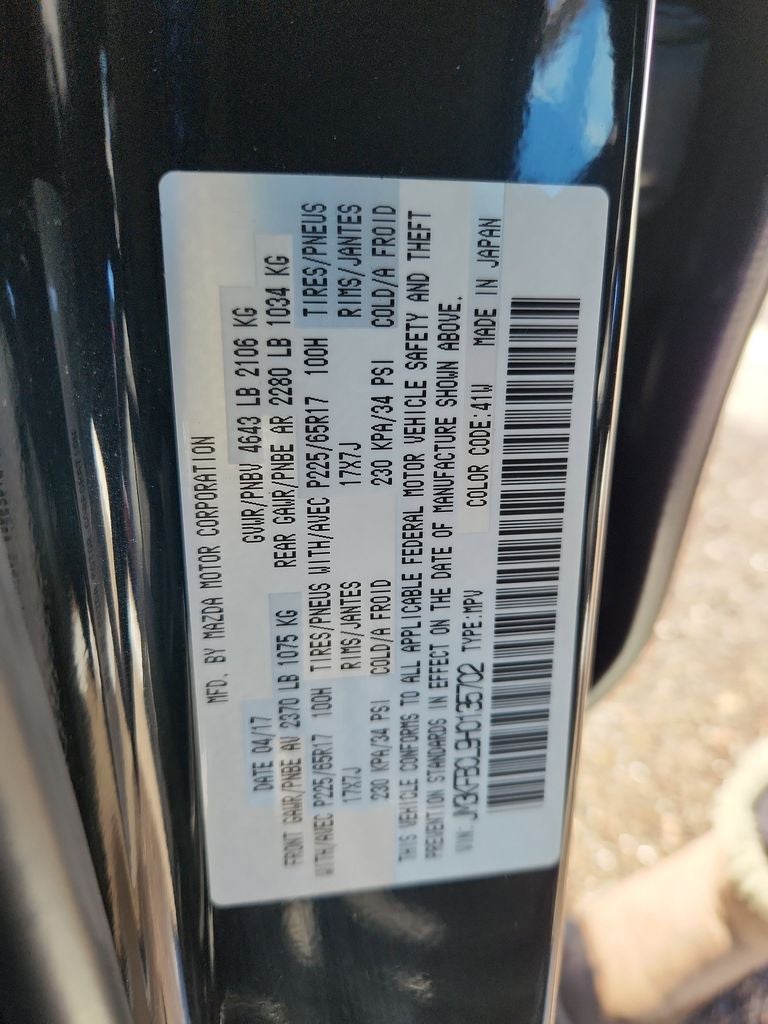 MFD. BY MAZDA MOTOR CORPORATION
DATE 04/17 GVWR/PNBV 4643 LB 2106 KG
FRONT GAWR/PNBE AV 2370 LB 1075 KG REAR GAWR/PNBE AR 2280 LB 1034 KG
WITH/AVEC P225/65R17 100H TIRES/PNEUS WITH/AVEC P225/65R17 100H TIRES/PNEUS
17X7J RIMS/JANTES 17X7J RIMS/JANTES
230 KPA/34 PSI COLD/A FROID 230 KPA/34 PSI COLD/A FROID
THIS VEHICLE CONFORMS TO ALL APPLICABLE FEDERAL MOTOR VEHICLE SAFETY AND THEFT
PREVENTION STANDARDS IN EFFECT ON THE DATE OF MANUFACTURE SHOWN ABOVE.
VIN: JM3KFBCL9H0135702 TYPE:MPV COLOR CODE:41W MADE IN JAPAN